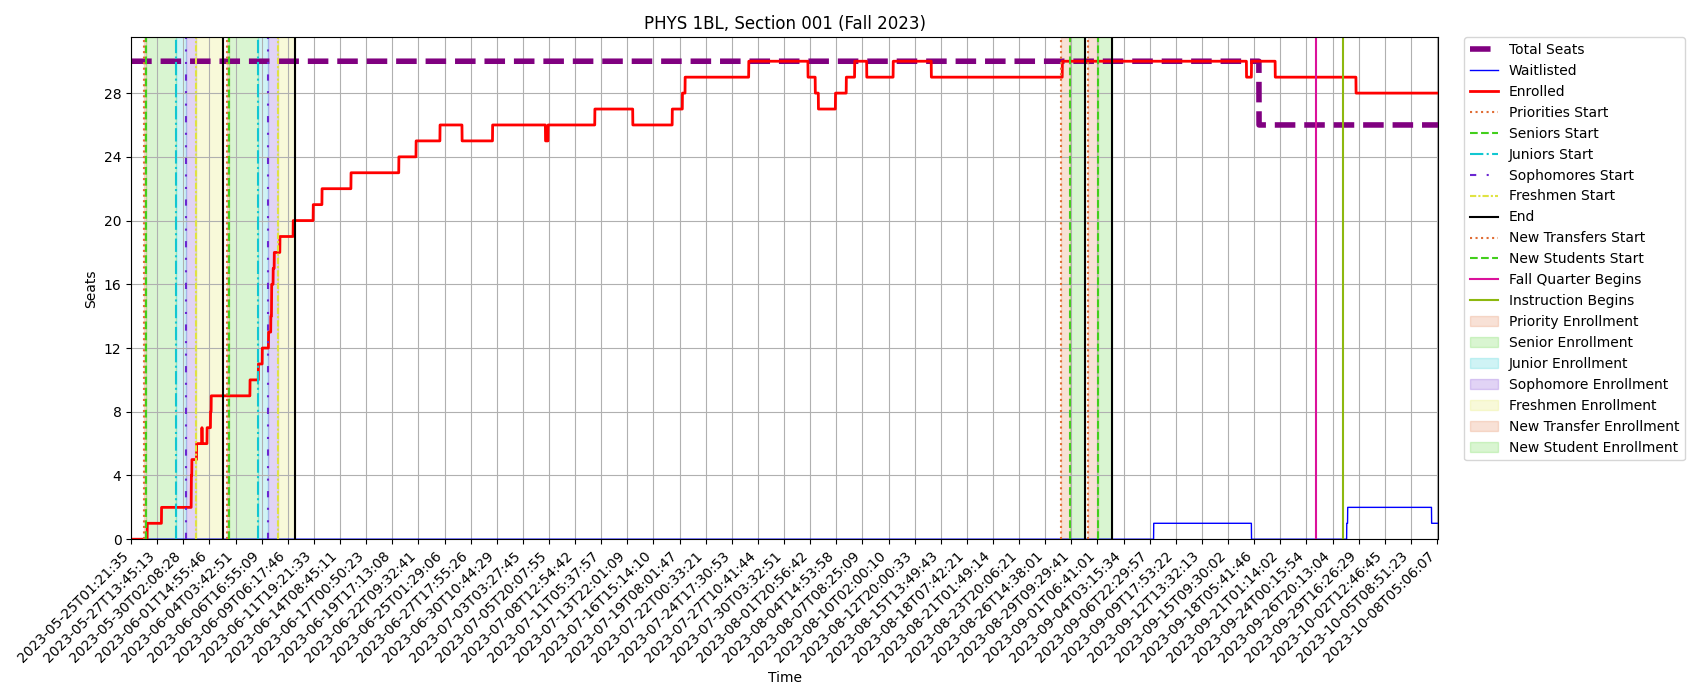 PHYS 1BL, Section 001 (Fall 2023)
Seats
28
24
20
16
12
8
4
0
2023-05-25T01:21:35
2023-05-27T13:45:13
2023-05-30T02:08:28
2023-06-01T14:55:46
2023-06-04T03:42:51
2023-06-06T16:55:09
2023-06-09T06:17:46
2023-06-11T19:21:33
2023-06-14T08:45:11
2023-06-17T00:50:23
2023-06-19T17:13:08
2023-06-22T09:32:41
2023-06-25T01:29:06
2023-06-27T17:55:26
2023-06-30T10:44:29
2023-07-03T03:27:45
2023-07-05T20:07:55
2023-07-08T12:54:42
2023-07-11T05:37:57
2023-07-13T22:01:09
2023-07-16T15:14:10
2023-07-19T08:01:47
2023-07-22T00:33:21
2023-07-24T17:30:53
2023-07-27T10:41:44
2023-07-30T03:32:51
2023-08-01T20:56:42
2023-08-04T14:53:58
2023-08-07T08:25:09
2023-08-10T02:00:10
2023-08-12T20:00:33
2023-08-15T13:49:43
2023-08-18T07:42:21
2023-08-21T01:49:14
2023-08-23T20:06:21
2023-08-26T14:38:01
2023-08-29T09:29:41
2023-09-01T06:41:01
2023-09-04T03:15:34
2023-09-06T22:29:57
2023-09-09T17:53:22
2023-09-12T13:32:13
2023-09-15T09:30:02
2023-09-18T05:41:46
2023-09-21T01:14:02
2023-09-24T00:15:54
2023-09-26T20:13:04
2023-09-29T16:26:29
2023-10-02T12:46:45
2023-10-05T08:51:23
2023-10-08T05:06:07
Time
Total Seats
Waitlisted
Enrolled
Priorities Start
Seniors Start
Juniors Start
Sophomores Start
Freshmen Start
End
New Transfers Start
New Students Start
Fall Quarter Begins
Instruction Begins
Priority Enrollment
Senior Enrollment
Junior Enrollment
Sophomore Enrollment
Freshmen Enrollment
New Transfer Enrollment
New Student Enrollment